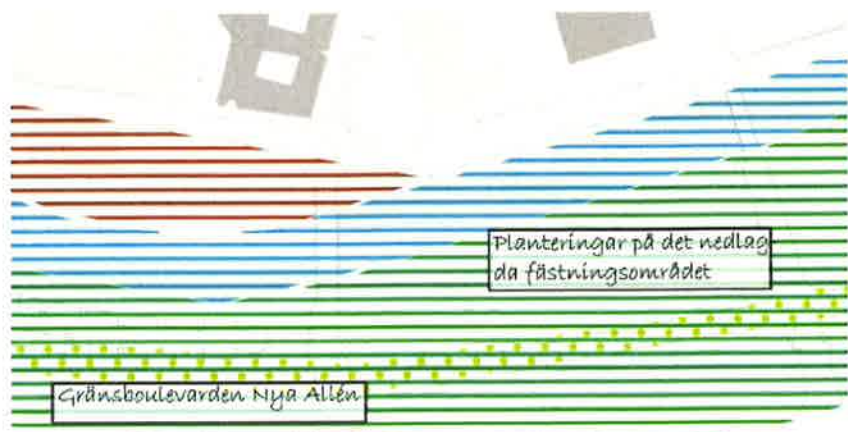 Planteringar på det nedlag
da fästningsområdet
Gränsboulevarden Nya Allén